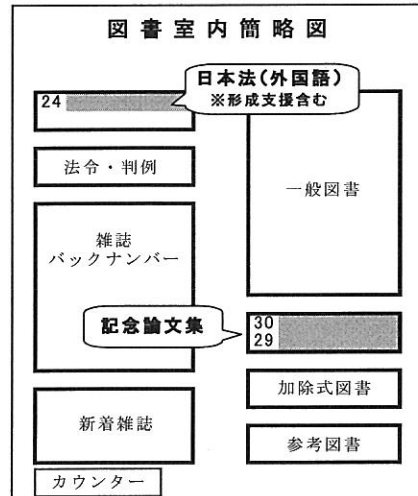 図書室内簡略図
日本法(外国語)
※形成支援含む
24
法令・判例
一般図書
雑誌
バックナンバー
記念論文集
30
29
加除式図書
新着雑誌
参考図書
カウンター